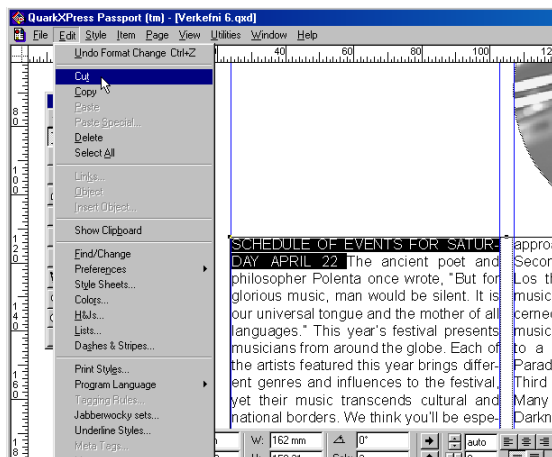 QuarkXPress Passport (tm) - [Verkefni 6.qxd]
File Edit Style Item Page View Utilities Window Help
Undo Format Change Ctrl+Z
Cut
Copy
Paste
Paste Special...
Delete
Select All
Links...
Object
Insert Object...
Show Clipboard
Find/Change
Preferences
Style Sheets...
Colors...
H&Js...
Lists...
Dashes & Stripes...
Print Styles...
Program Language
Tagging Rules...
Jabberwocky sets...
Underline Styles...
Meta Tags...
40 60 80 100
SCHEDULE OF EVENTS FOR SATUR-
DAY APRIL 22 The ancient poet and
philosopher Polenta once wrote, "But for
glorious music, man would be silent. It is
our universal tongue and the mother of all
languages." This year's festival presents
musicians from around the globe. Each of
the artists featured this year brings differ-
ent genres and influences to the festival,
yet their music transcends cultural and
national borders. We think you'll be espe-
approa
Secon
Los th
music
cerned
music
to a
Parad
Third
Many
Darkn
W: 162 mm 0° auto